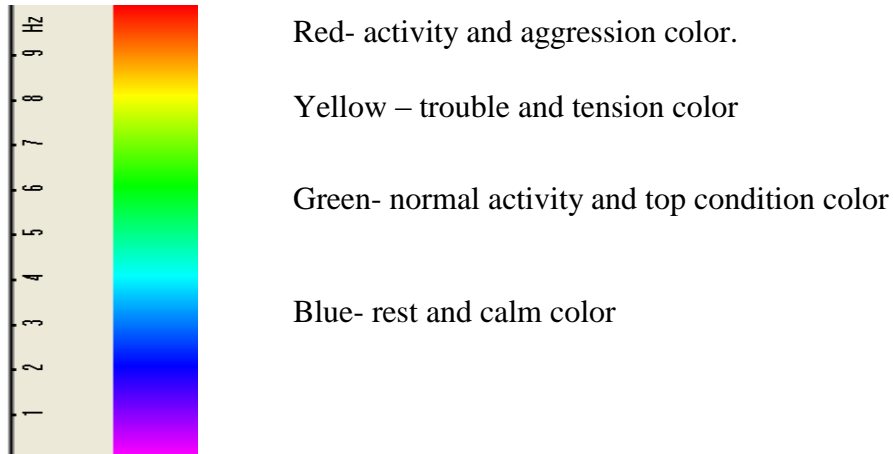 Hz
9
8
7
6
5
4
3
2
1
Red- activity and aggression color.
Yellow – trouble and tension color
Green- normal activity and top condition color
Blue- rest and calm color